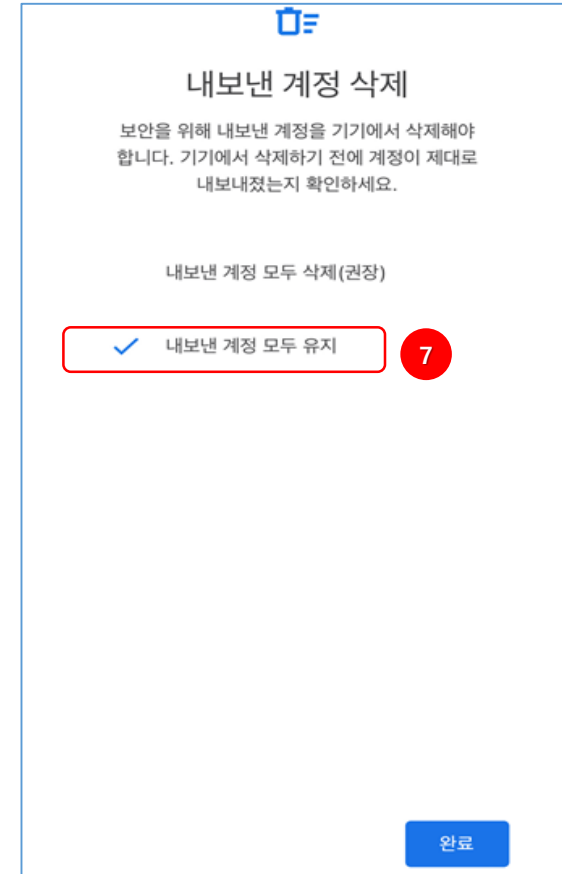 내보낸 계정 삭제
보안을 위해 내보낸 계정을 기기에서 삭제해야
합니다. 기기에서 삭제하기 전에 계정이 제대로
내보내졌는지 확인하세요.
내보낸 계정 모두 삭제(권장)
내보낸 계정 모두 유지
7
완료